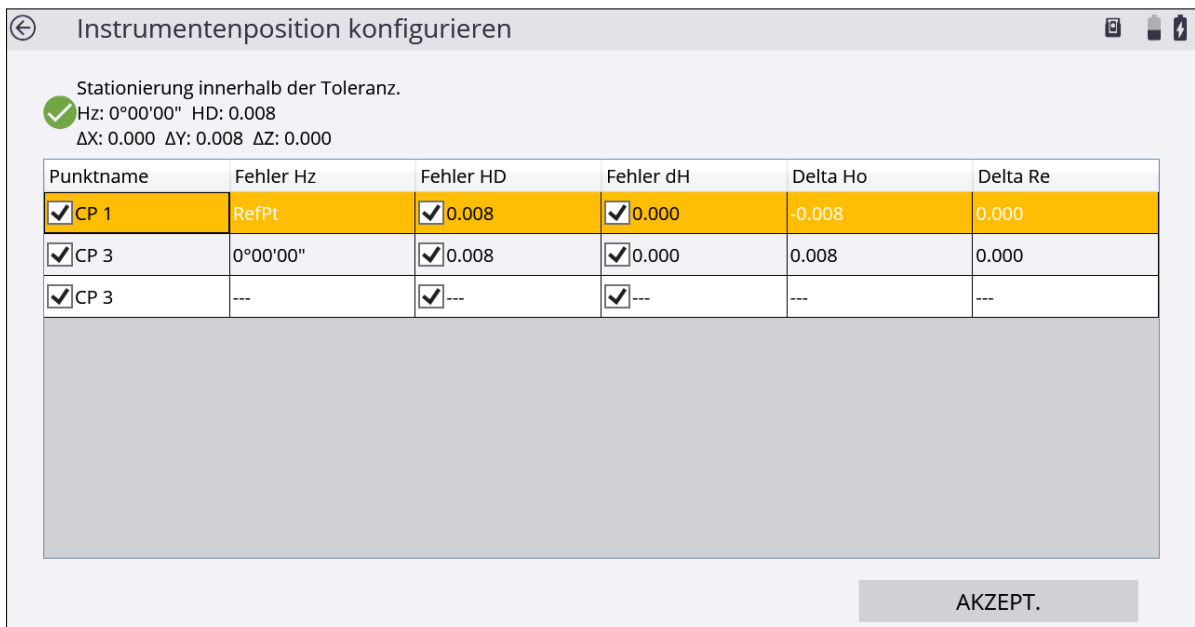 Instrumentenposition konfigurieren
Stationierung innerhalb der Toleranz.
Hz: 0°00'00" HD: 0.008
ΔX: 0.000 ΔY: 0.008 ΔZ: 0.000
Punktname Fehler Hz Fehler HD Fehler dH Delta Ho Delta Re
CP 1 RefPt 0.008 0.000 -0.008 0.000
CP 3 0°00'00" 0.008 0.000 0.008 0.000
CP 3 --- --- --- --- ---
AKZEPT.